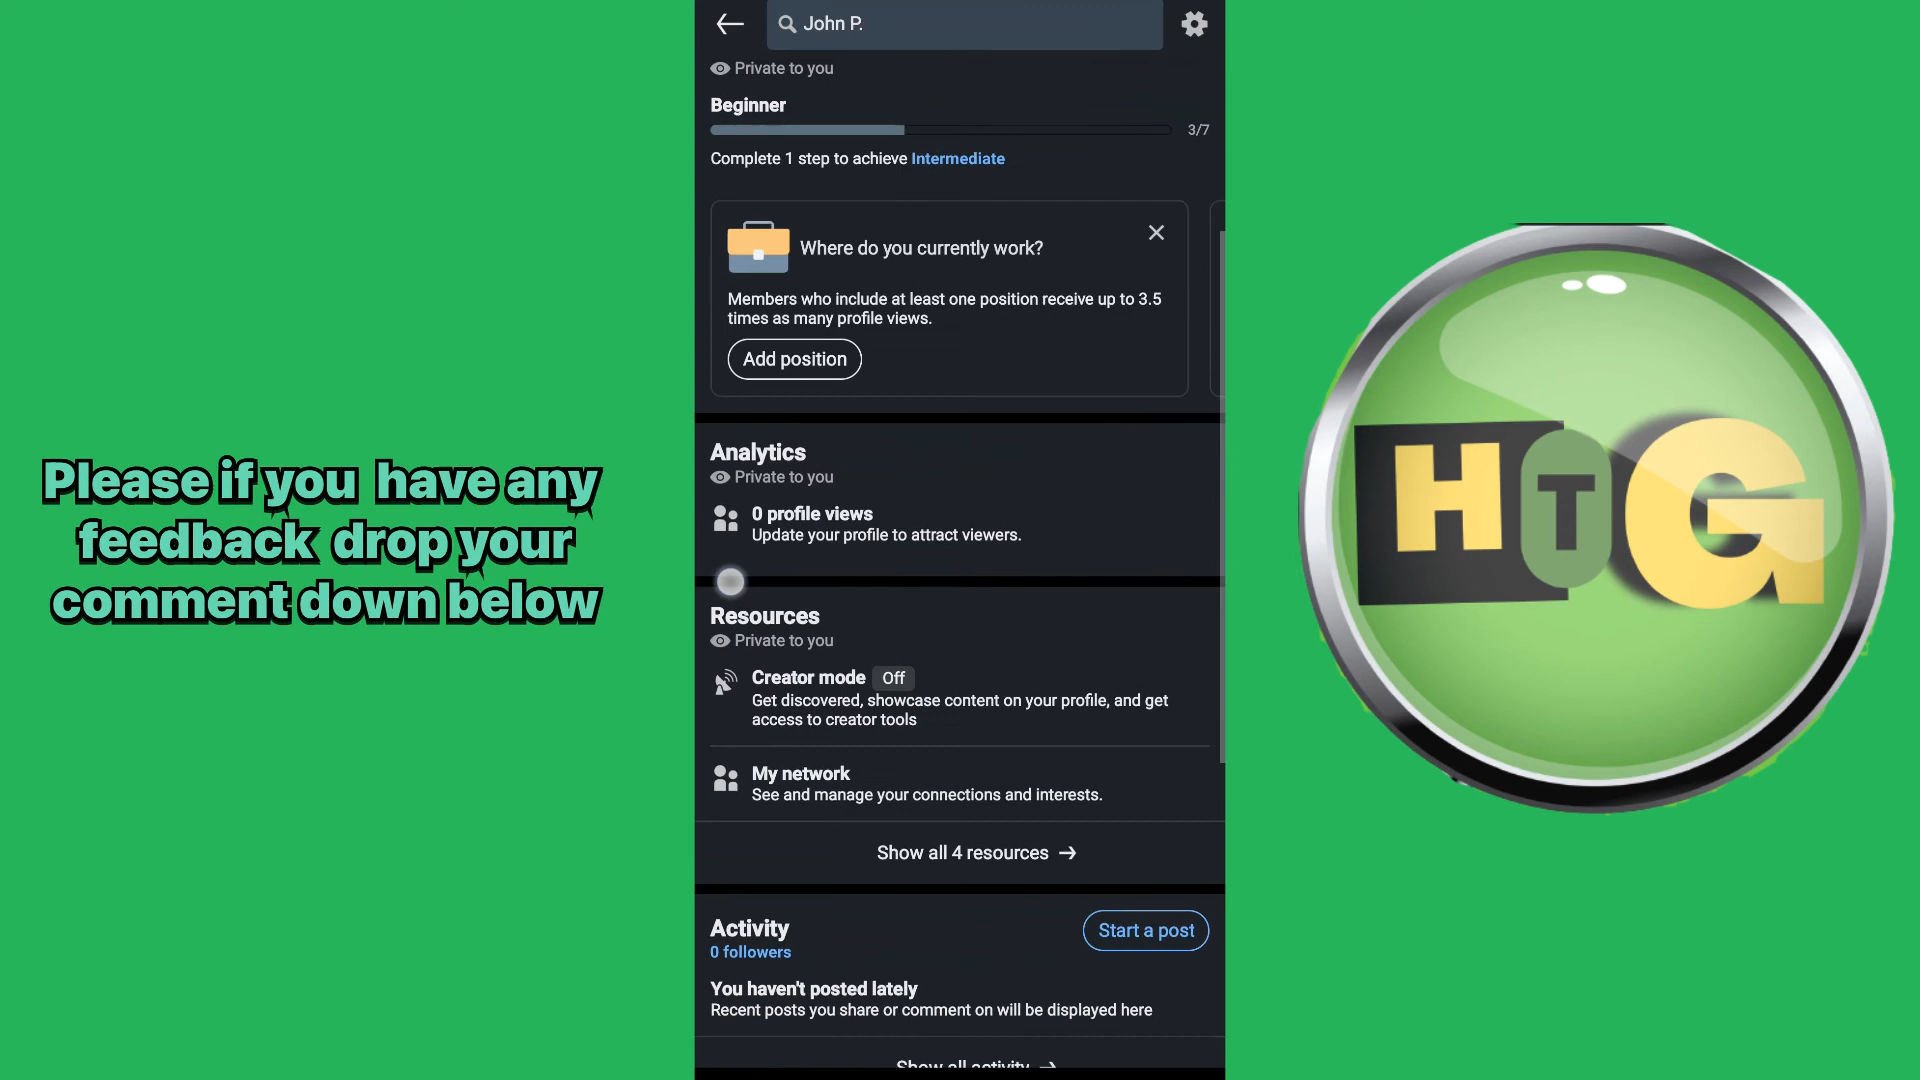 Please if you have any
feedback drop your
comment down below
John P.
Private to you
Beginner
3/7
Complete 1 step to achieve Intermediate
Where do you currently work?
Members who include at least one position receive up to 3.5
times as many profile views.
Add position
Analytics
Private to you
0 profile views
Update your profile to attract viewers.
Resources
Private to you
Creator mode Off
Get discovered, showcase content on your profile, and get
access to creator tools
My network
See and manage your connections and interests.
Show all 4 resources →
Activity
Start a post
0 followers
You haven't posted lately
Recent posts you share or comment on will be displayed here
Show all activity →
HTG